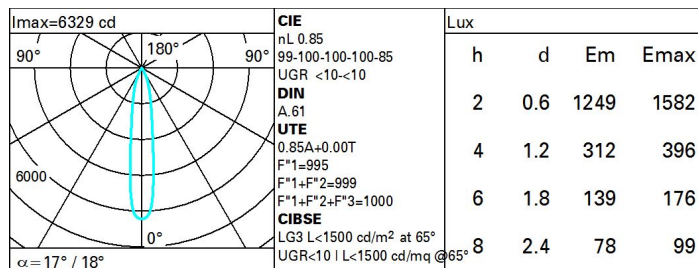 Imax=6329 cd
90°
180°
90°
6000
0°
α=17° / 18°
CIE
nL 0.85
99-100-100-100-85
UGR <10-<10
DIN
A.61
UTE
0.85A+0.00T
F"1=995
F"1+F"2=999
F"1+F"2+F"3=1000
CIBSE
LG3 L<1500 cd/m² at 65°
UGR<10 | L<1500 cd/mq @65°
Lux
h d Em Emax
2 0.6 1249 1582
4 1.2 312 396
6 1.8 139 176
8 2.4 78 99